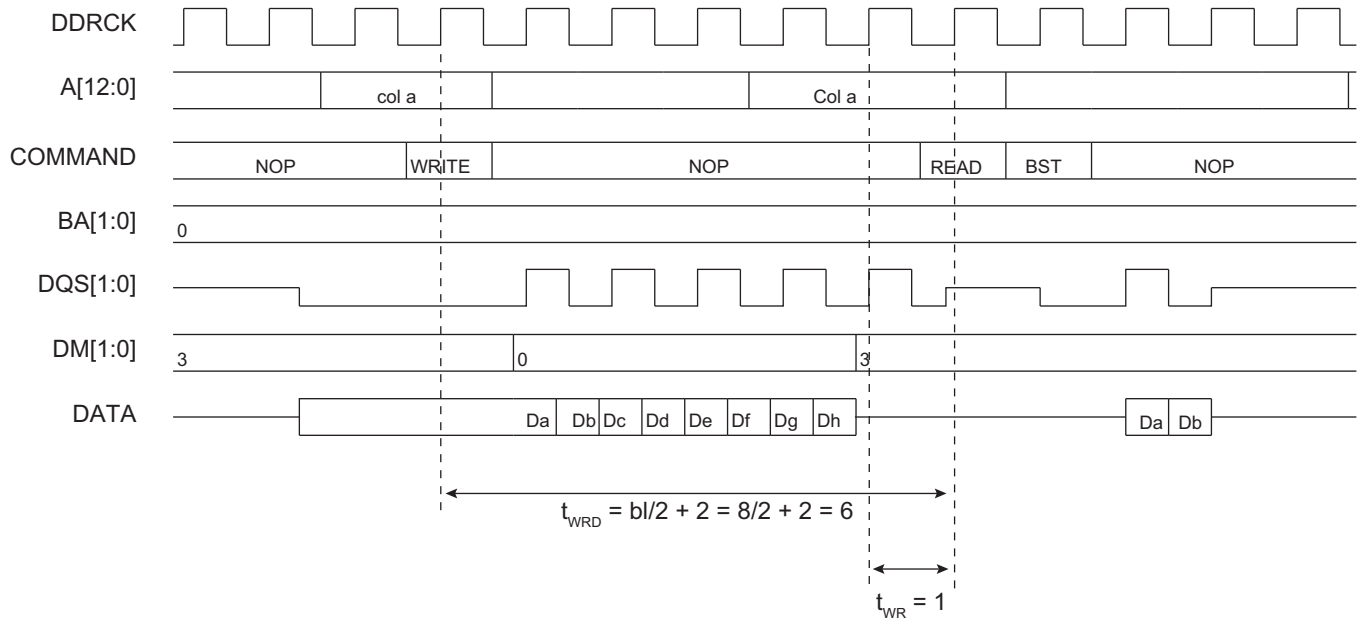 DDRCK
A[12:0] col a Col a
COMMAND NOP WRITE NOP READ BST NOP
BA[1:0] 0
DQS[1:0]
DM[1:0] 3 0 3
DATA Da Db Dc Dd De Df Dg Dh Da Db
tWRD = bl/2 + 2 = 8/2 + 2 = 6
tWR = 1